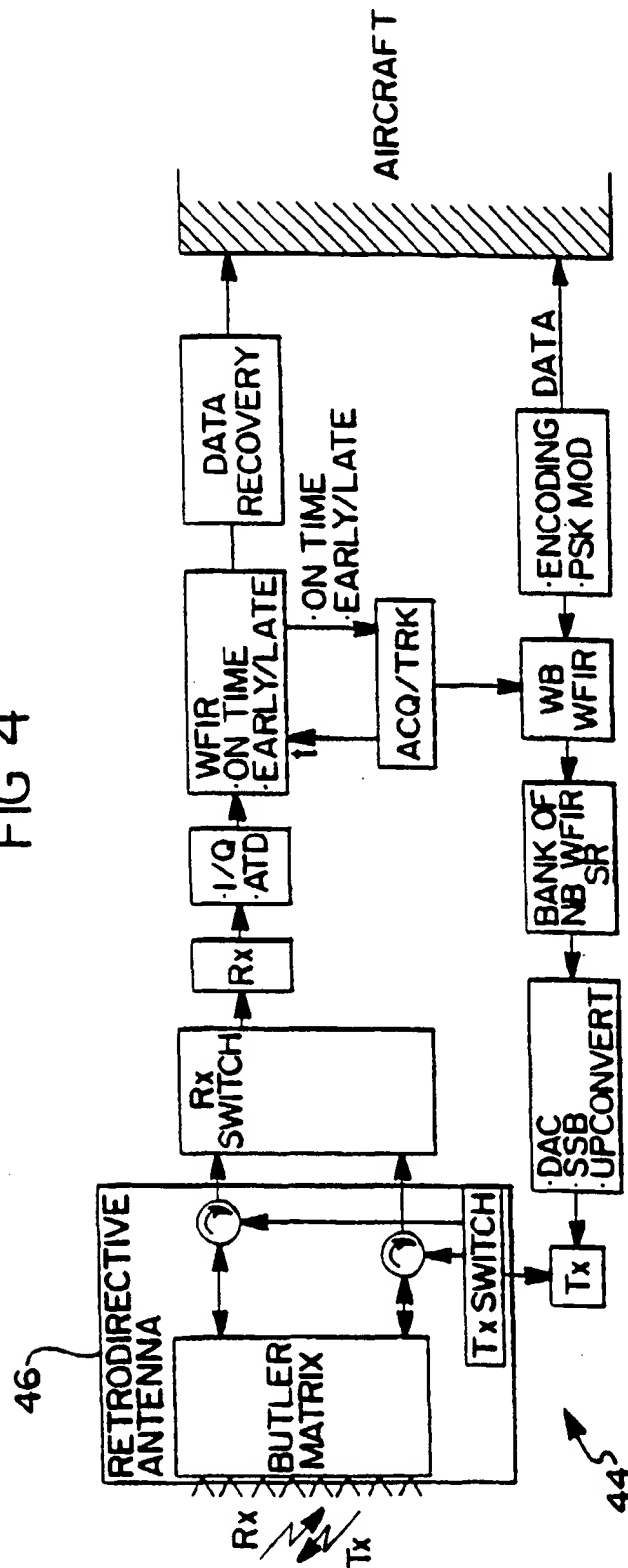 FIG 4
46
RETRODIRECTIVE
ANTENNA
BUTLER
MATRIX
Rx
Tx
Tx SWITCH
Rx
SWITCH
Rx
·I/Q
·ATD
WFIR
·ON TIME
·EARLY/LATE
t
·ON TIME
·EARLY/LATE
DATA
RECOVERY
ACQ/TRK
AIRCRAFT
Tx
·DAC
·SSB
·UPCONVERT
BANK OF
NB WFIR
SR
WB
WFIR
·ENCODING
·PSK MOD
DATA
44